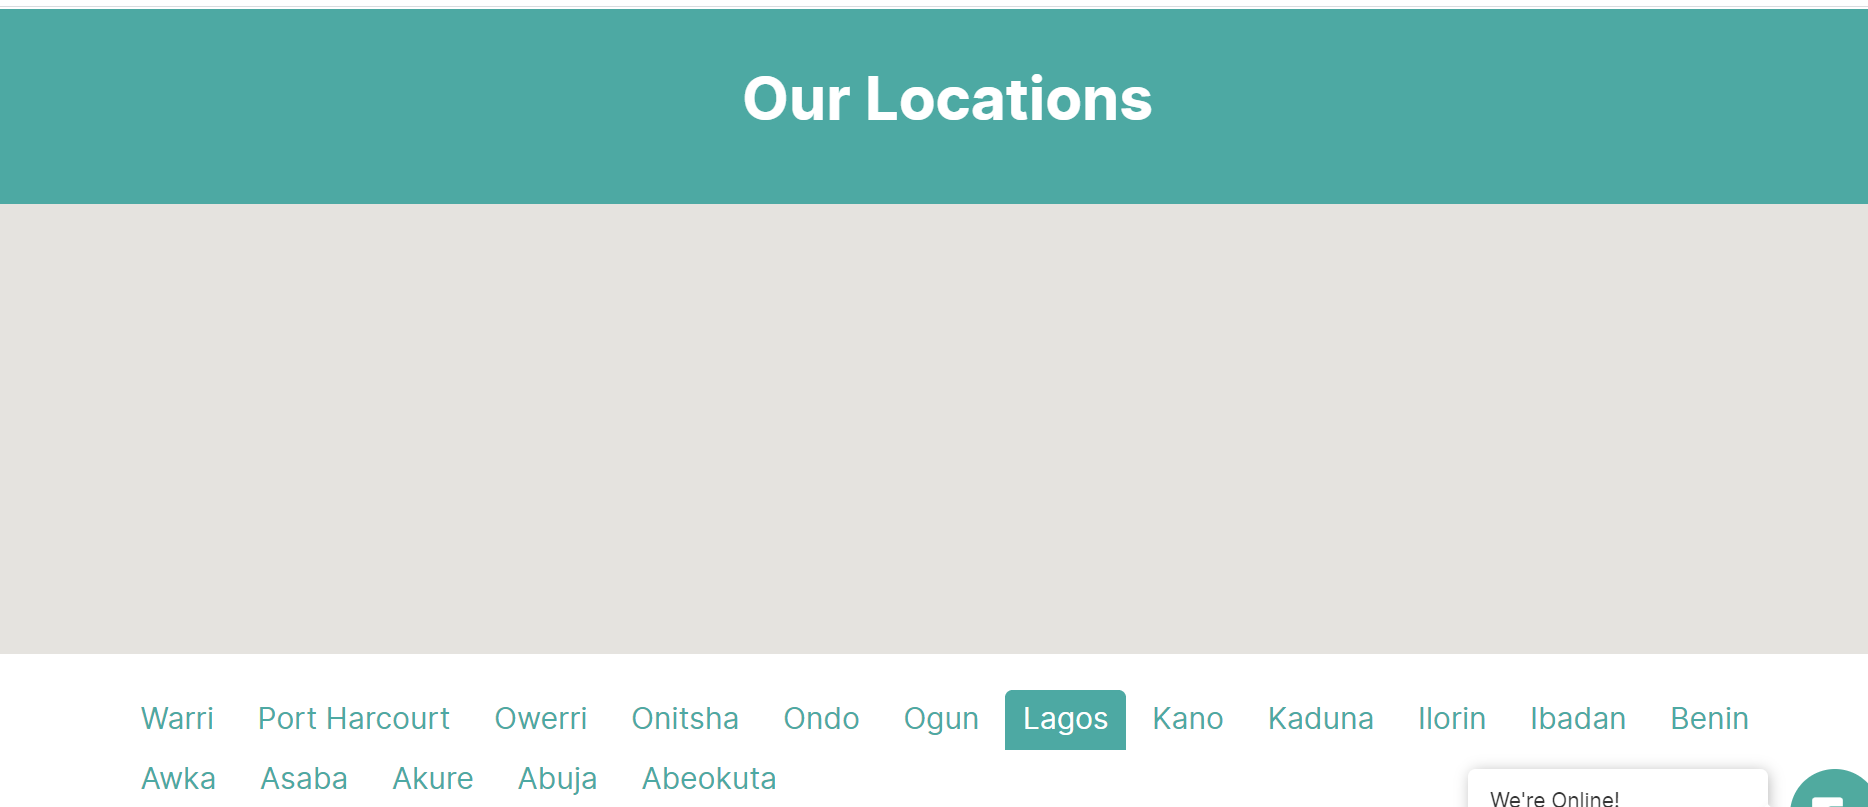 Our Locations
Warri Port Harcourt Owerri Onitsha Ondo Ogun Lagos Kano Kaduna Ilorin Ibadan Benin
Awka Asaba Akure Abuja Abeokuta
We're Online!